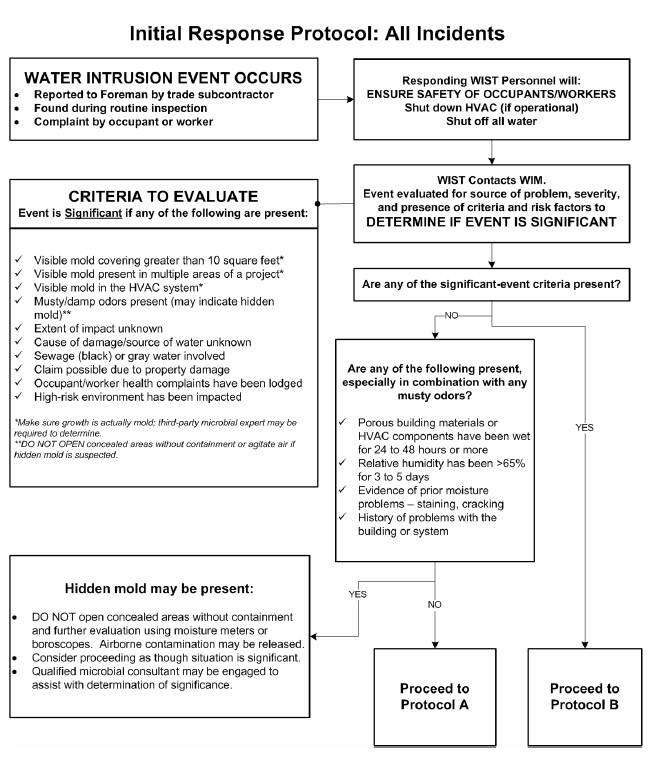 Initial Response Protocol: All Incidents
WATER INTRUSION EVENT OCCURS
• Reported to Foreman by trade subcontractor
• Found during routine inspection
• Complaint by occupant or worker
Responding WIST Personnel will:
ENSURE SAFETY OF OCCUPANTS/WORKERS
Shut down HVAC (if operational)
Shut off all water
WIST Contacts WIM.
Event evaluated for source of problem, severity,
and presence of criteria and risk factors to
DETERMINE IF EVENT IS SIGNIFICANT
CRITERIA TO EVALUATE
Event is Significant if any of the following are present:
✓ Visible mold covering greater than 10 square feet*
✓ Visible mold present in multiple areas of a project*
✓ Visible mold in the HVAC system*
✓ Musty/damp odors present (may indicate hidden
mold)**
✓ Extent of impact unknown
✓ Cause of damage/source of water unknown
✓ Sewage (black) or gray water involved
✓ Claim possible due to property damage
✓ Occupant/worker health complaints have been lodged
✓ High-risk environment has been impacted
*Make sure growth is actually mold; third-party microbial expert may
be required to determine.
**DO NOT OPEN concealed areas without containment or agitate air if
hidden mold is suspected.
Are any of the significant-event criteria present?
NO
YES
Are any of the following present,
especially in combination with any
musty odors?
✓ Porous building materials or
HVAC components have been wet
for 24 to 48 hours or more
✓ Relative humidity has been >65%
for 3 to 5 days
✓ Evidence of prior moisture
problems – staining, cracking
✓ History of problems with the
building or system
YES
NO
Hidden mold may be present:
• DO NOT open concealed areas without containment
and further evaluation using moisture meters or
boroscopes. Airborne contamination may be released.
• Consider proceeding as though situation is significant.
• Qualified microbial consultant may be engaged to
assist with determination of significance.
Proceed to
Protocol A
Proceed to
Protocol B